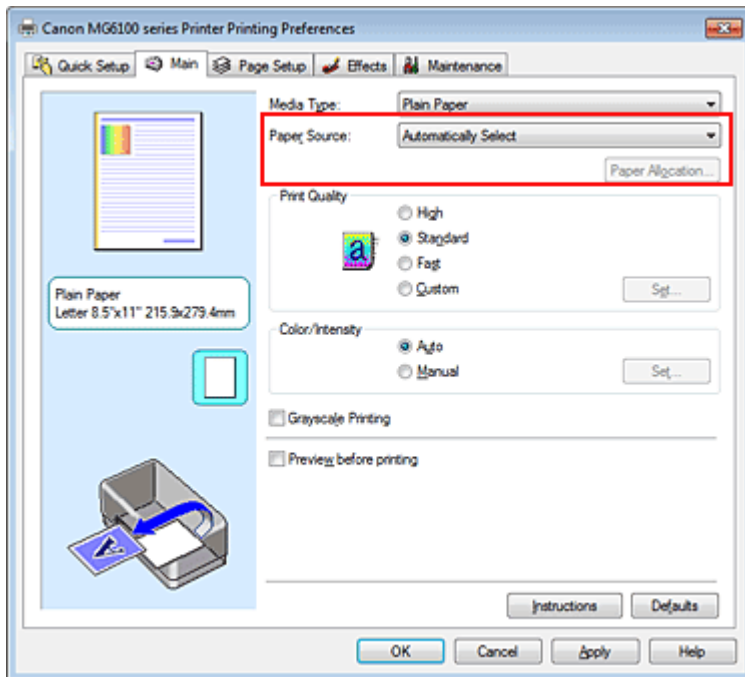 Canon MG6100 series Printer Printing Preferences
Quick Setup Main Page Setup Effects Maintenance
Media Type: Plain Paper
Paper Source: Automatically Select
Paper Allocation...
Print Quality
High
Standard
Fast
Custom Set...
Plain Paper
Letter 8.5"x11" 215.9x279.4mm
Color/Intensity
Auto
Manual Set...
Grayscale Printing
Preview before printing
Instructions Defaults
OK Cancel Apply Help